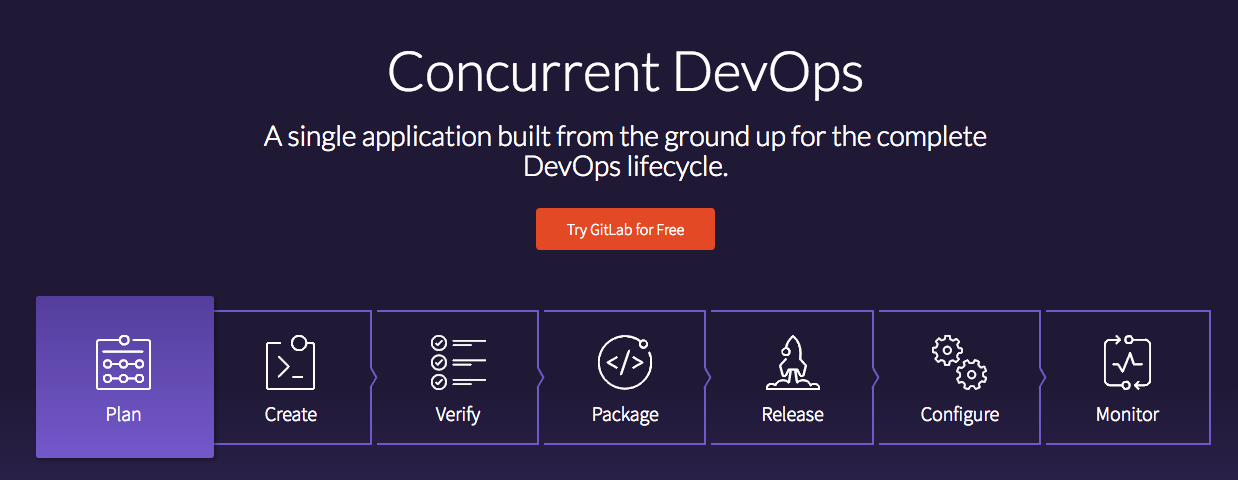 Concurrent DevOps
A single application built from the ground up for the complete
DevOps lifecycle.
Try GitLab for Free
Plan
Create
Verify
Package
Release
Configure
Monitor